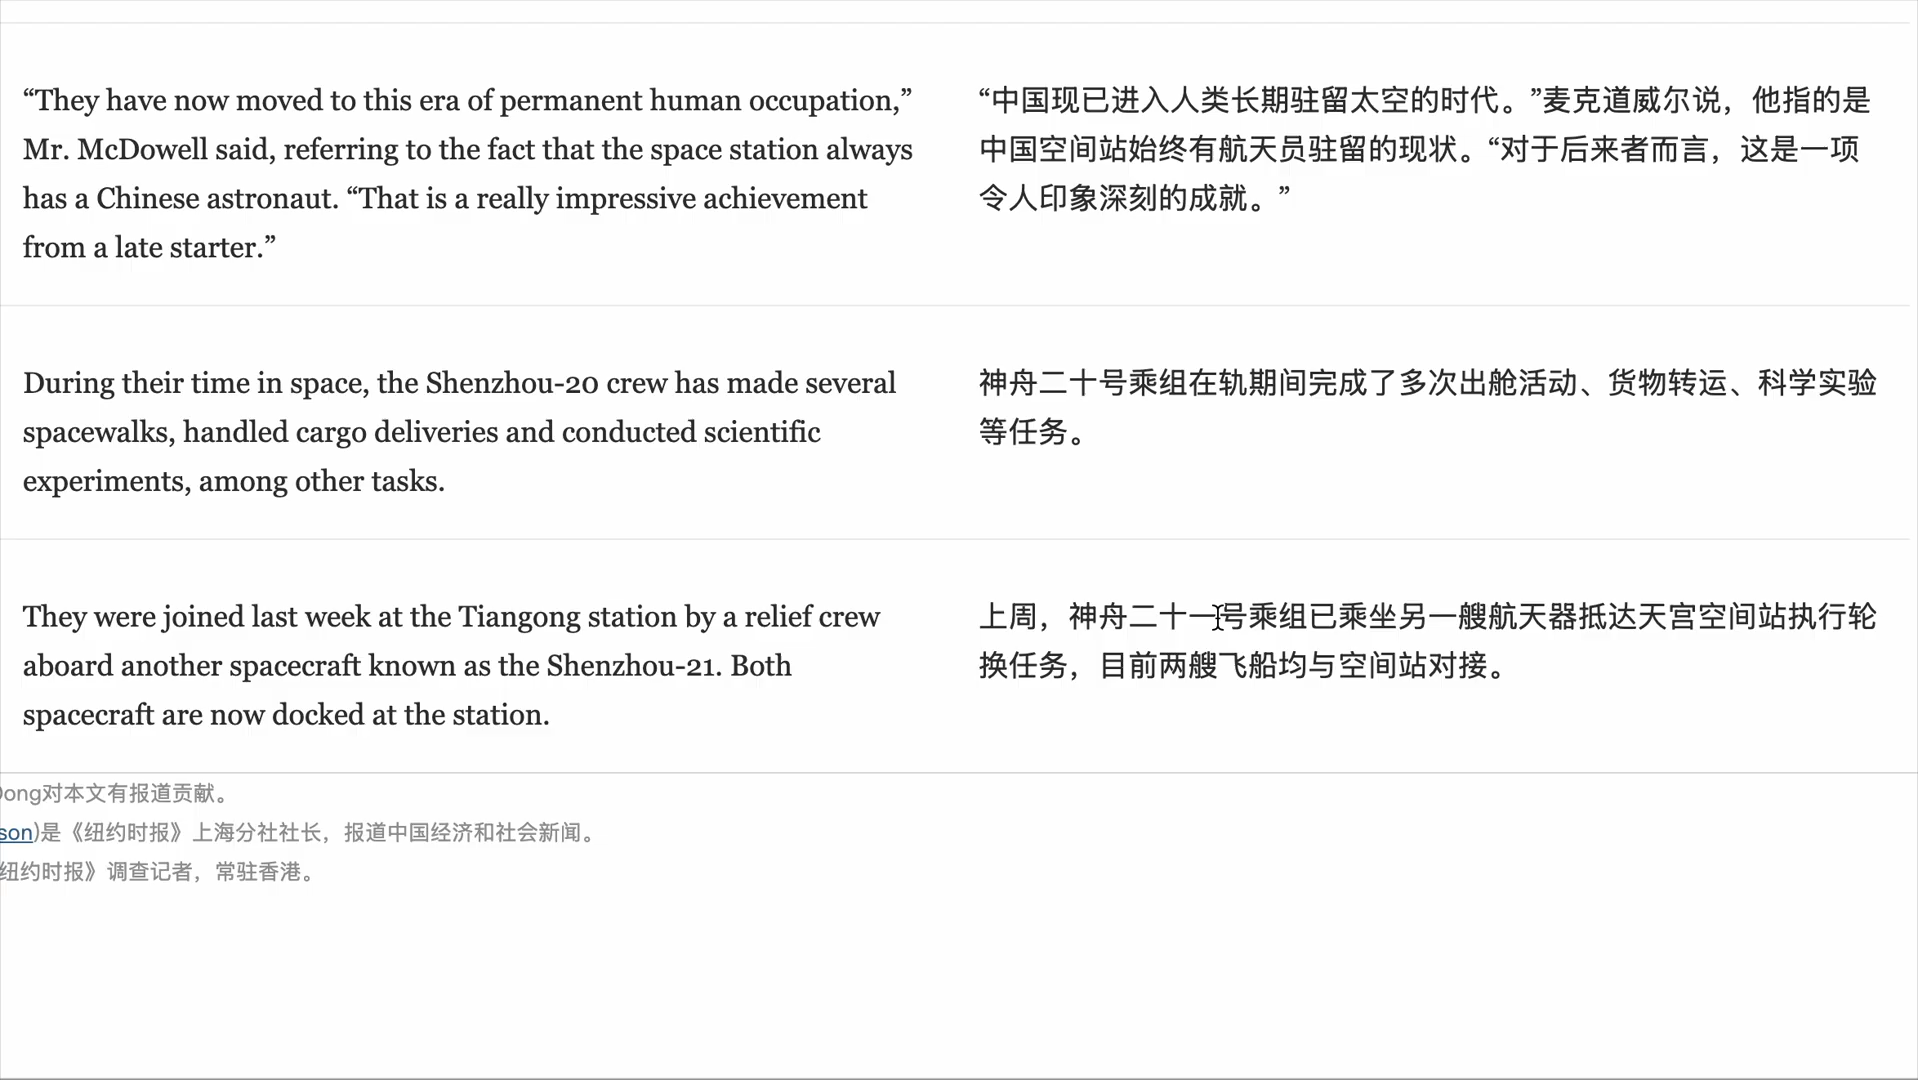 “They have now moved to this era of permanent human occupation,”
Mr. McDowell said, referring to the fact that the space station always
has a Chinese astronaut. “That is a really impressive achievement
from a late starter.”
“中国现已进入人类长期驻留太空的时代。”麦克道威尔说，他指的是
中国空间站始终有航天员驻留的现状。“对于后来者而言，这是一项
令人印象深刻的成就。”
During their time in space, the Shenzhou-20 crew has made several
spacewalks, handled cargo deliveries and conducted scientific
experiments, among other tasks.
神舟二十号乘组在轨期间完成了多次出舱活动、货物转运、科学实验
等任务。
They were joined last week at the Tiangong station by a relief crew
aboard another spacecraft known as the Shenzhou-21. Both
spacecraft are now docked at the station.
上周，神舟二十一号乘组已乘坐另一艘航天器抵达天宫空间站执行轮
换任务，目前两艘飞船均与空间站对接。
Dong对本文有报道贡献。
son)是《纽约时报》上海分社社长，报道中国经济和社会新闻。
纽约时报》调查记者，常驻香港。